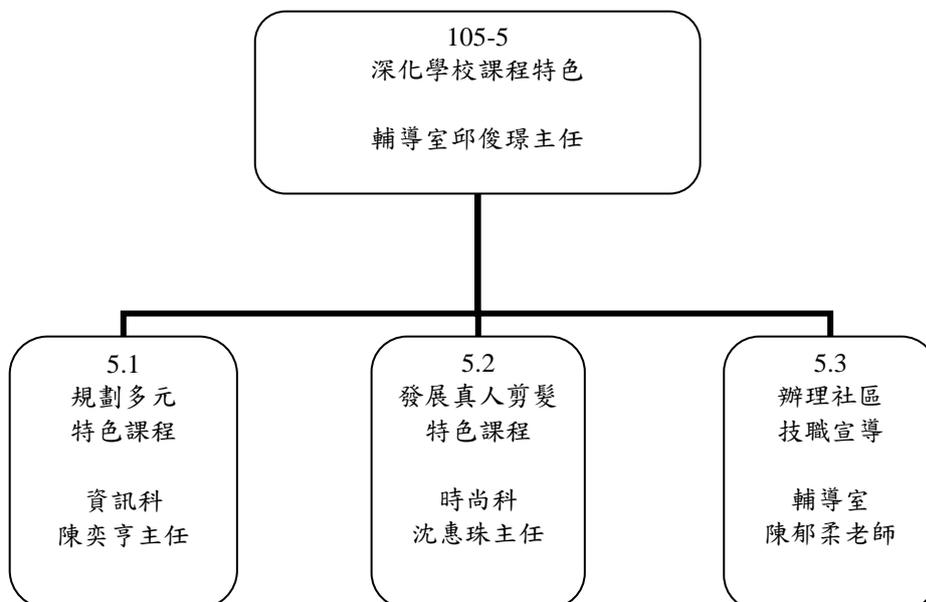 105-5
深化學校課程特色
輔導室邱俊璟主任
5.1
規劃多元
特色課程
資訊科
陳奕亨主任
5.2
發展真人剪髮
特色課程
時尚科
沈惠珠主任
5.3
辦理社區
技職宣導
輔導室
陳郁柔老師